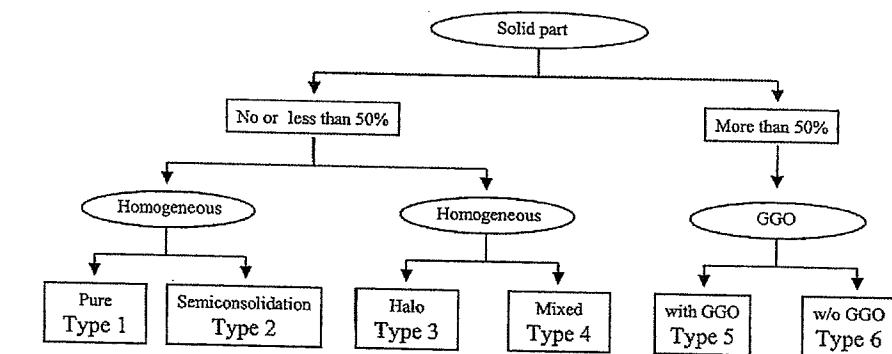 Solid part
No or less than 50%
More than 50%
Homogeneous
Homogeneous
GGO
Pure
Type 1
Semiconsolidation
Type 2
Halo
Type 3
Mixed
Type 4
with GGO
Type 5
w/o GGO
Type 6